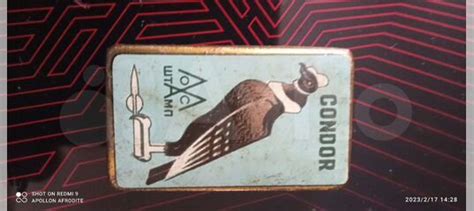 CONDOR
ШТАМП
SHOT ON REDMI 9
APOLLON AFRODITE
2023/2/17 14:28